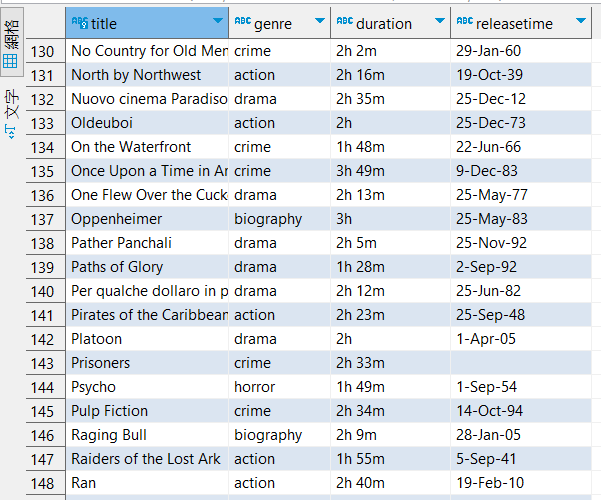 網格
文字
title genre duration releasetime
130 No Country for Old Men crime 2h 2m 29-Jan-60
131 North by Northwest action 2h 16m 19-Oct-39
132 Nuovo cinema Paradiso drama 2h 35m 25-Dec-12
133 Oldeuboi action 2h 25-Dec-73
134 On the Waterfront crime 1h 48m 22-Jun-66
135 Once Upon a Time in Ar crime 3h 49m 9-Dec-83
136 One Flew Over the Cuck drama 2h 13m 25-May-77
137 Oppenheimer biography 3h 25-May-83
138 Pather Panchali drama 2h 5m 25-Nov-92
139 Paths of Glory drama 1h 28m 2-Sep-92
140 Per qualche dollaro in p drama 2h 12m 25-Jun-82
141 Pirates of the Caribbean action 2h 23m 25-Sep-48
142 Platoon drama 2h 1-Apr-05
143 Prisoners crime 2h 33m
144 Psycho horror 1h 49m 1-Sep-54
145 Pulp Fiction crime 2h 34m 14-Oct-94
146 Raging Bull biography 2h 9m 28-Jan-05
147 Raiders of the Lost Ark action 1h 55m 5-Sep-41
148 Ran action 2h 40m 19-Feb-10